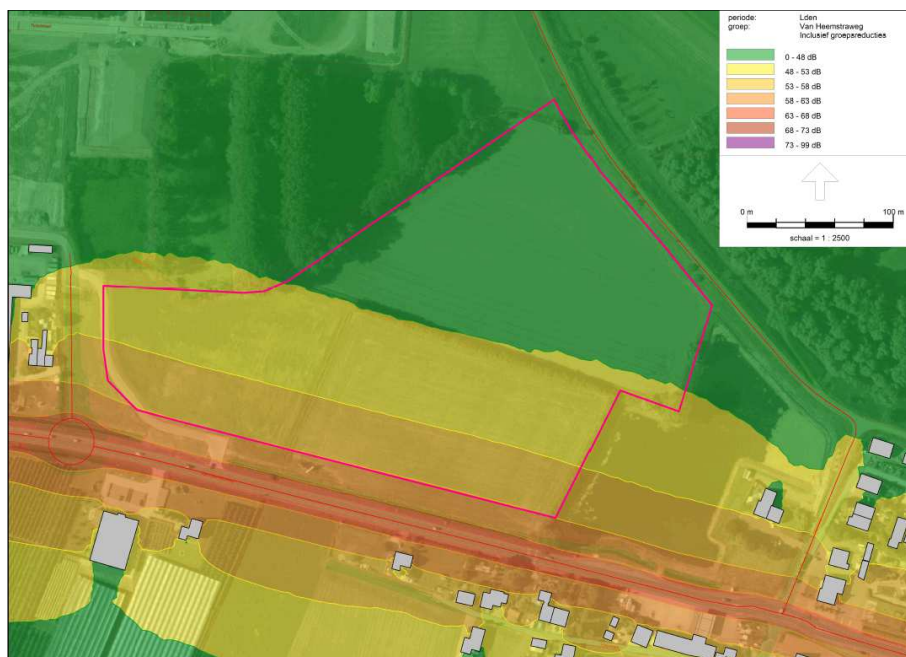 periode: Lden
groep: Van Heemstraweg
Inclusief groepsreducties
0 - 48 dB
48 - 53 dB
53 - 58 dB
58 - 63 dB
63 - 68 dB
68 - 73 dB
73 - 99 dB
0 m 100 m
schaal = 1 : 2500